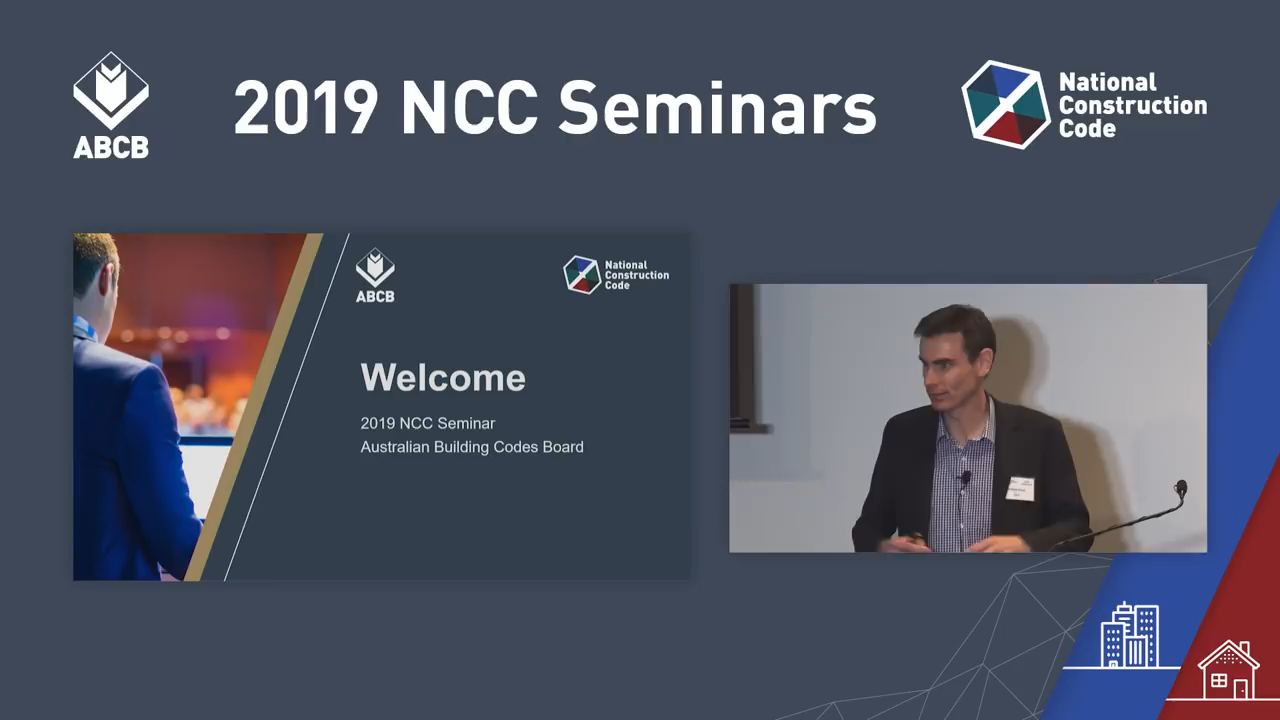 ABCB
2019 NCC Seminars
National
Construction
Code
ABCB
National
Construction
Code
Welcome
2019 NCC Seminar
Australian Building Codes Board